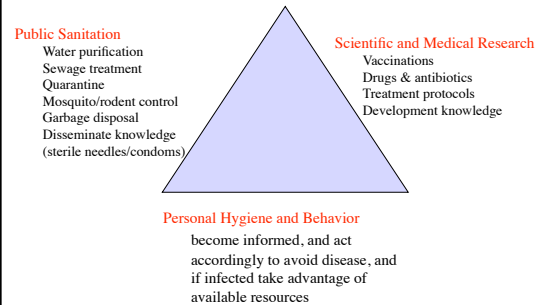 Public Sanitation
Water purification
Sewage treatment
Quarantine
Mosquito/rodent control
Garbage disposal
Disseminate knowledge
(sterile needles/condoms)
Scientific and Medical Research
Vaccinations
Drugs & antibiotics
Treatment protocols
Development knowledge
Personal Hygiene and Behavior
become informed, and act
accordingly to avoid disease, and
if infected take advantage of
available resources